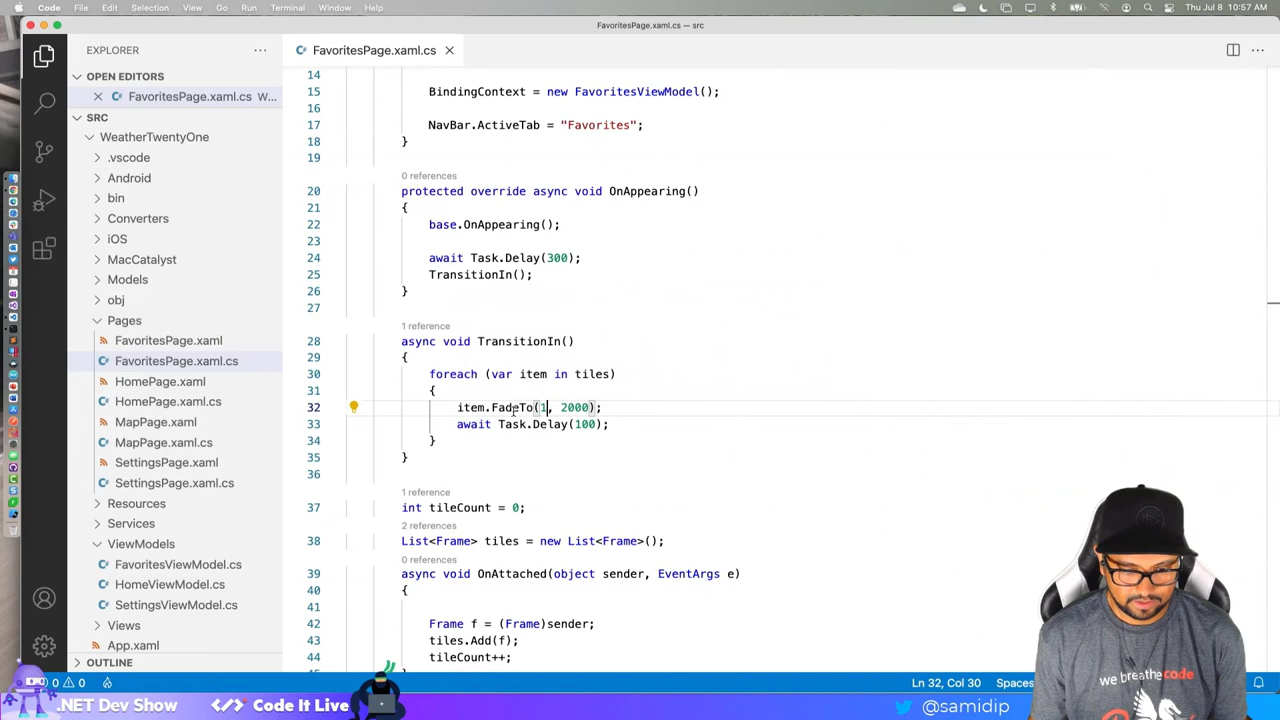 Code File Edit Selection View Go Run Terminal Window Help Thu Jul 8 10:57 AM
FavoritesPage.xaml.cs — src
EXPLORER
FavoritesPage.xaml.cs
OPEN EDITORS
FavoritesPage.xaml.cs W...
SRC
WeatherTwentyOne
.vscode
Android
bin
Converters
iOS
MacCatalyst
Models
obj
Pages
FavoritesPage.xaml
FavoritesPage.xaml.cs
HomePage.xaml
HomePage.xaml.cs
MapPage.xaml
MapPage.xaml.cs
SettingsPage.xaml
SettingsPage.xaml.cs
Resources
Services
ViewModels
FavoritesViewModel.cs
HomeViewModel.cs
SettingsViewModel.cs
Views
App.xaml
OUTLINE
14
15 BindingContext = new FavoritesViewModel();
16
17 NavBar.ActiveTab = "Favorites";
18 }
19
0 references
20 protected override async void OnAppearing()
21 {
22 base.OnAppearing();
23
24 await Task.Delay(300);
25 TransitionIn();
26 }
27
1 reference
28 async void TransitionIn()
29 {
30 foreach (var item in tiles)
31 {
32 item.FadeTo(1, 2000);
33 await Task.Delay(100);
34 }
35 }
36
1 reference
37 int tileCount = 0;
2 references
38 List<Frame> tiles = new List<Frame>();
0 references
39 async void OnAttached(object sender, EventArgs e)
40 {
41
42 Frame f = (Frame)sender;
43 tiles.Add(f);
44 tileCount++;
0 0 Ln 32, Col 30 Spaces
.NET Dev Show </> Code It Live @samidip
we breathe code